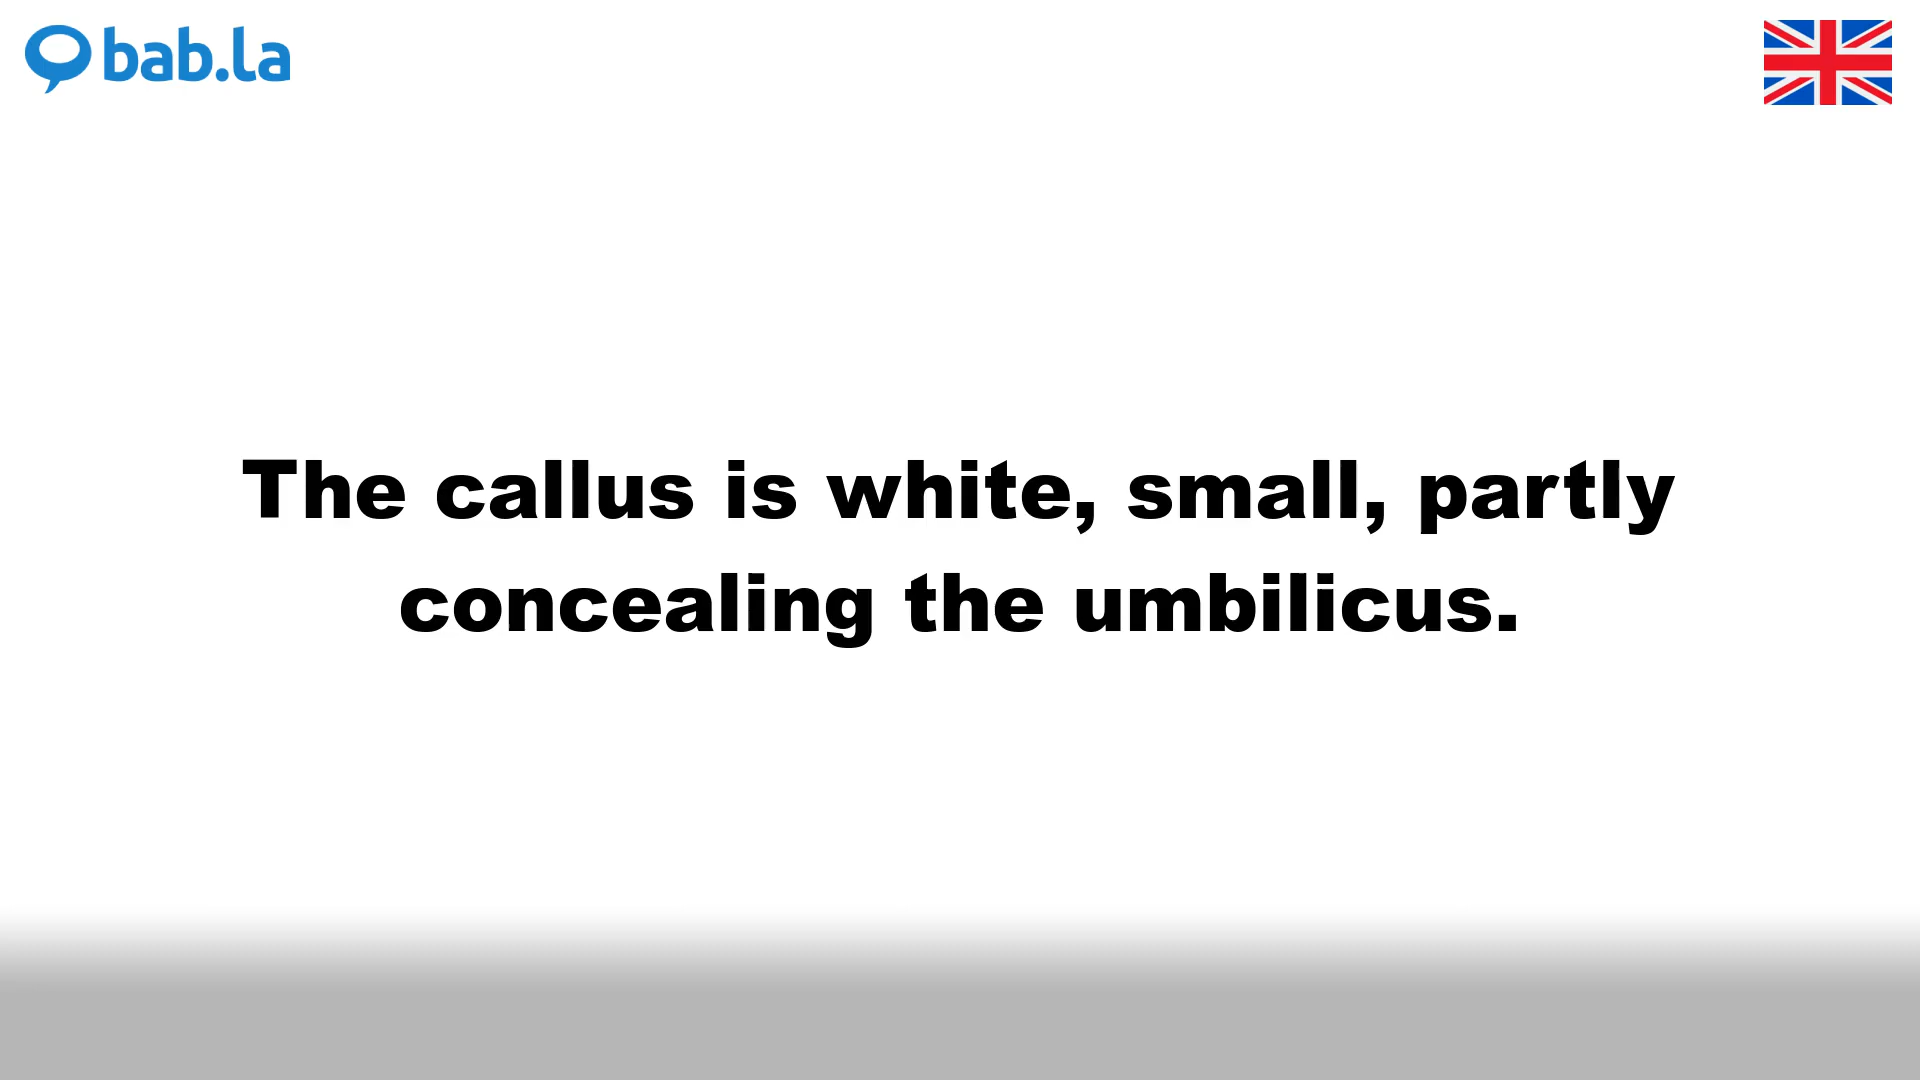 bab.la
The callus is white, small, partly
concealing the umbilicus.